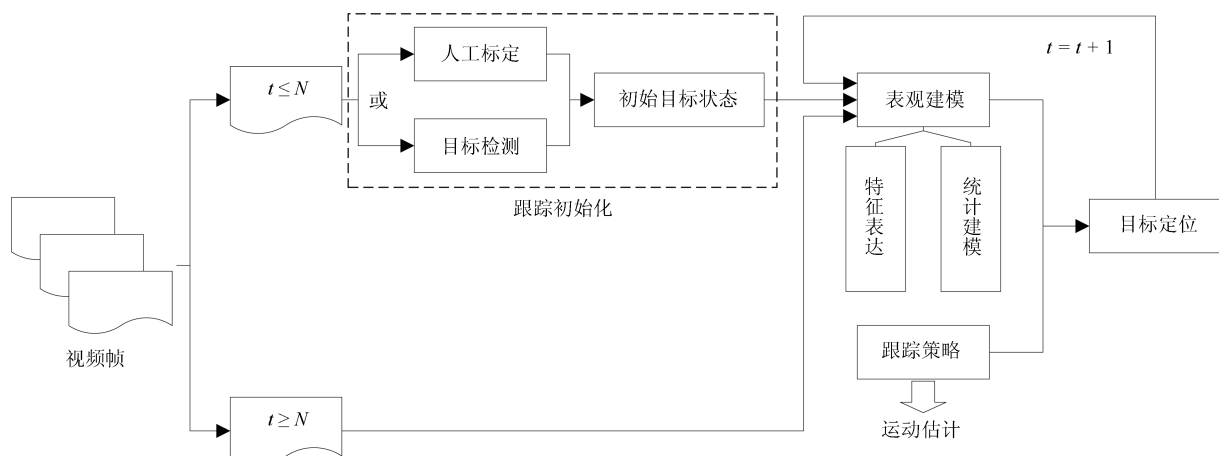 t ≤ N
或
人工标定
目标检测
初始目标状态
跟踪初始化
t = t + 1
表观建模
特征表达
统计建模
目标定位
视频帧
跟踪策略
运动估计
t ≥ N